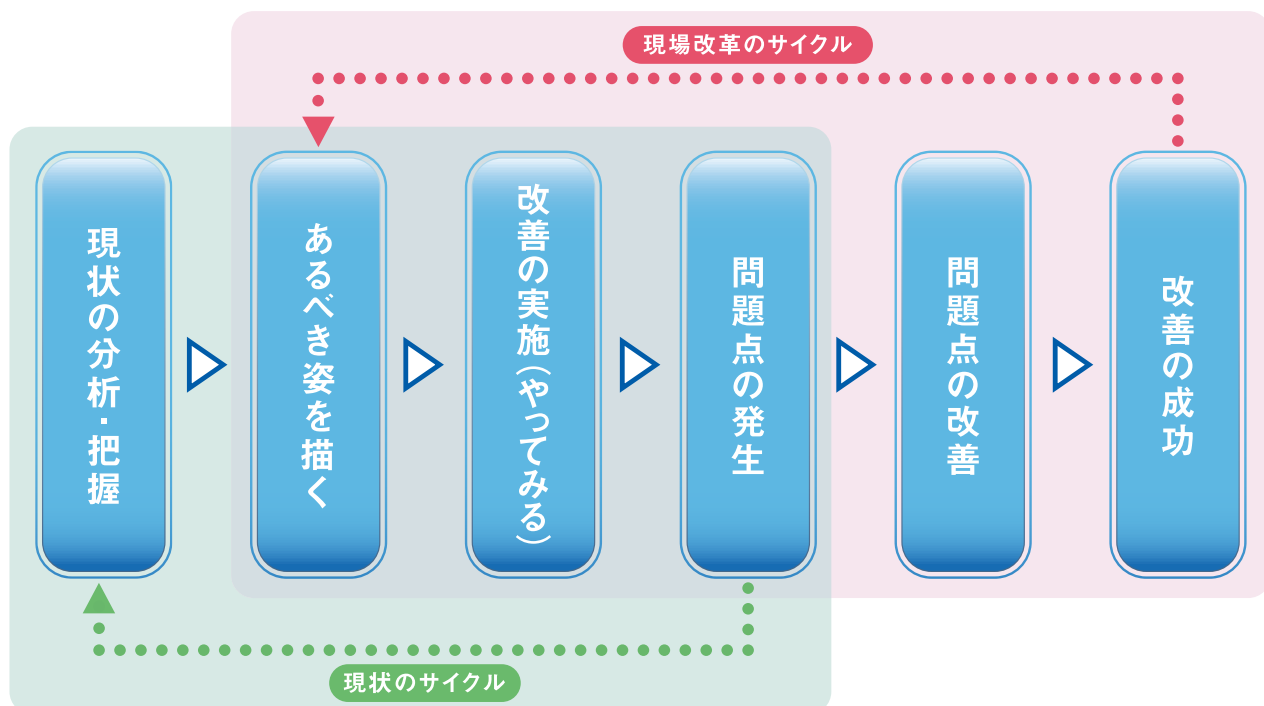 現場改革のサイクル
現状の分析・把握
あるべき姿を描く
改善の実施(やってみる)
問題点の発生
問題点の改善
改善の成功
現状のサイクル